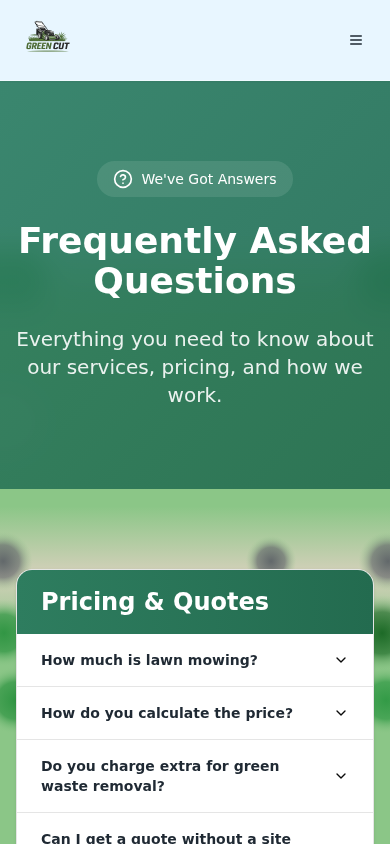 GREEN CUT
We've Got Answers
Frequently Asked
Questions
Everything you need to know about
our services, pricing, and how we
work.
Pricing & Quotes
How much is lawn mowing?
How do you calculate the price?
Do you charge extra for green
waste removal?
Can I get a quote without a site